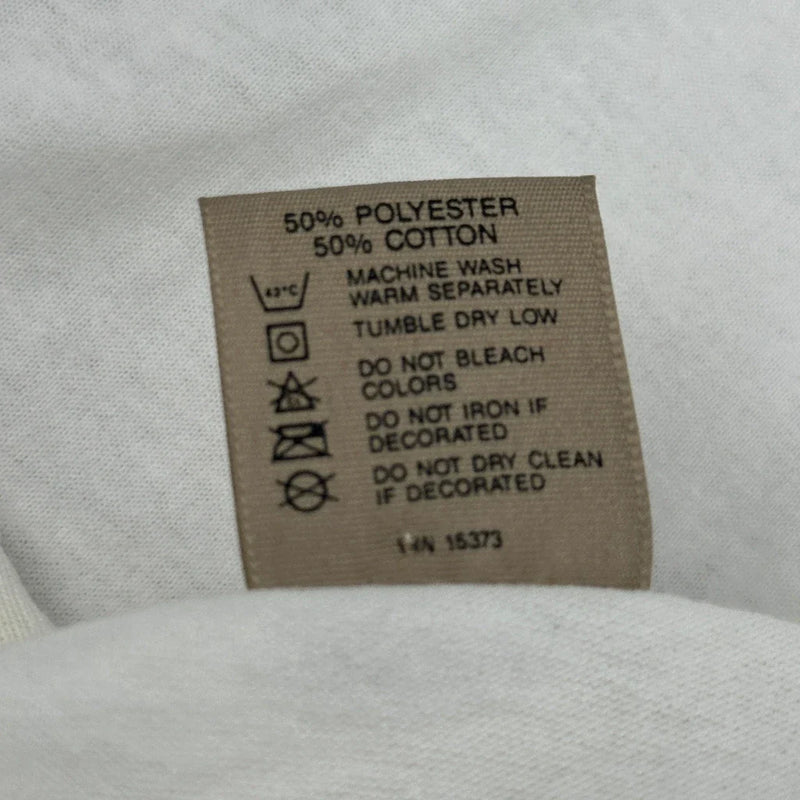 50% POLYESTER
50% COTTON
43°C
MACHINE WASH
WARM SEPARATELY
TUMBLE DRY LOW
DO NOT BLEACH
COLORS
DO NOT IRON IF
DECORATED
DO NOT DRY CLEAN
IF DECORATED
15373